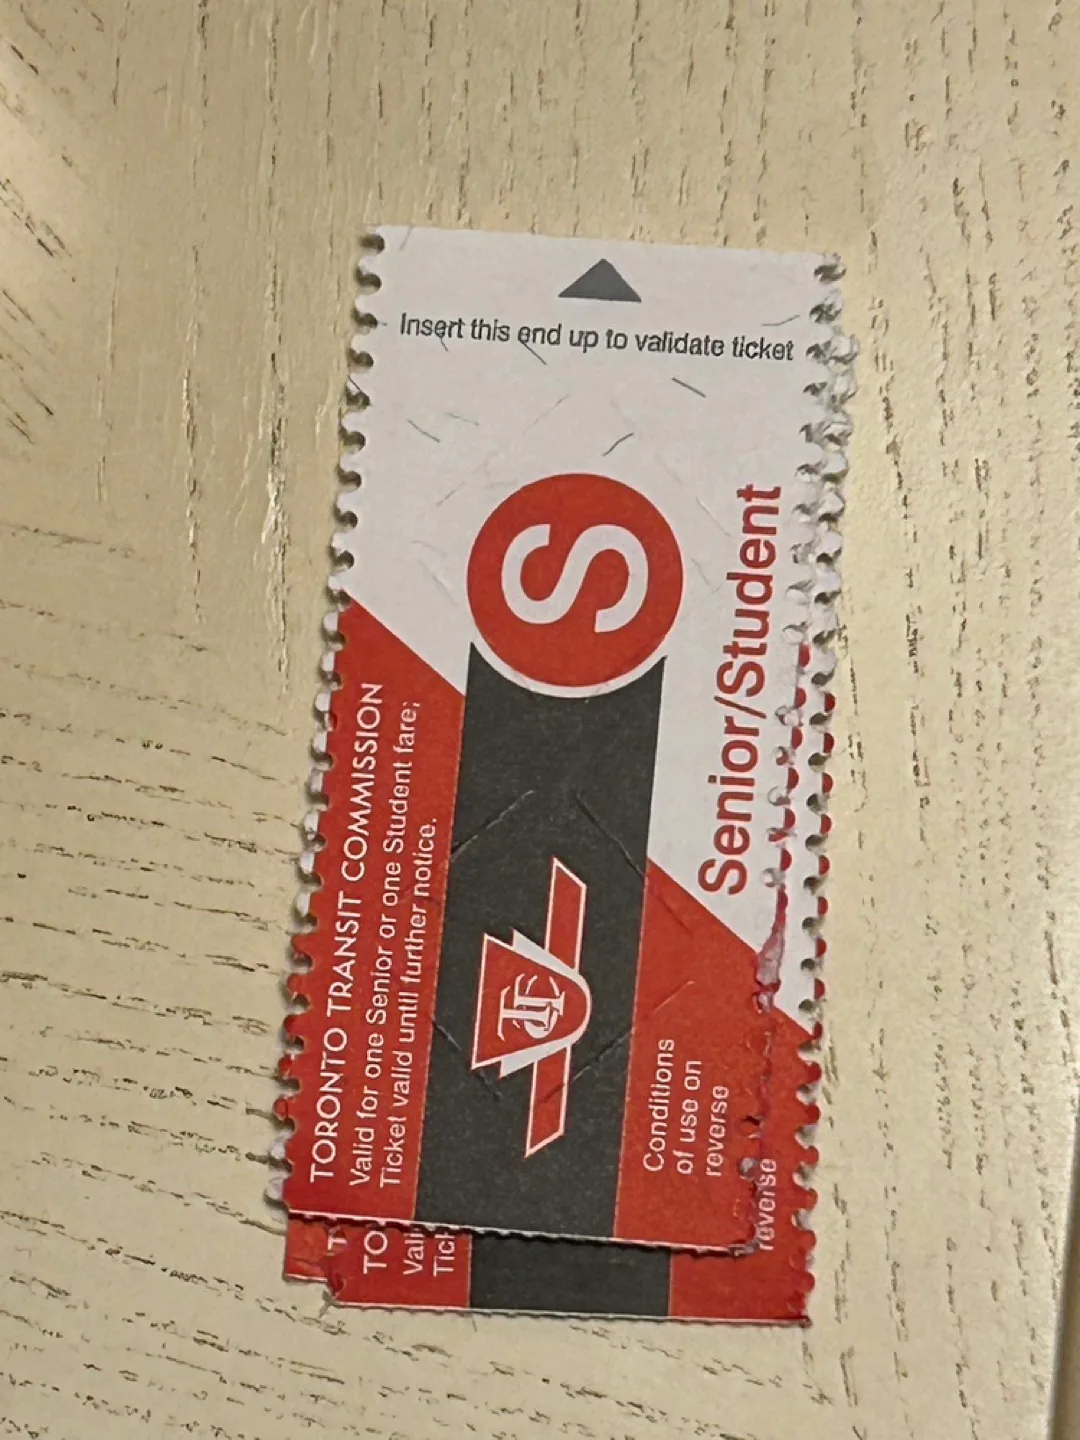 Insert this end up to validate ticket
S
Senior/Student
TORONTO TRANSIT COMMISSION
Valid for one Senior or one Student fare;
Ticket valid until further notice.
TTC
Conditions
of use on
reverse
T
TO
Vali
Tick
reverse